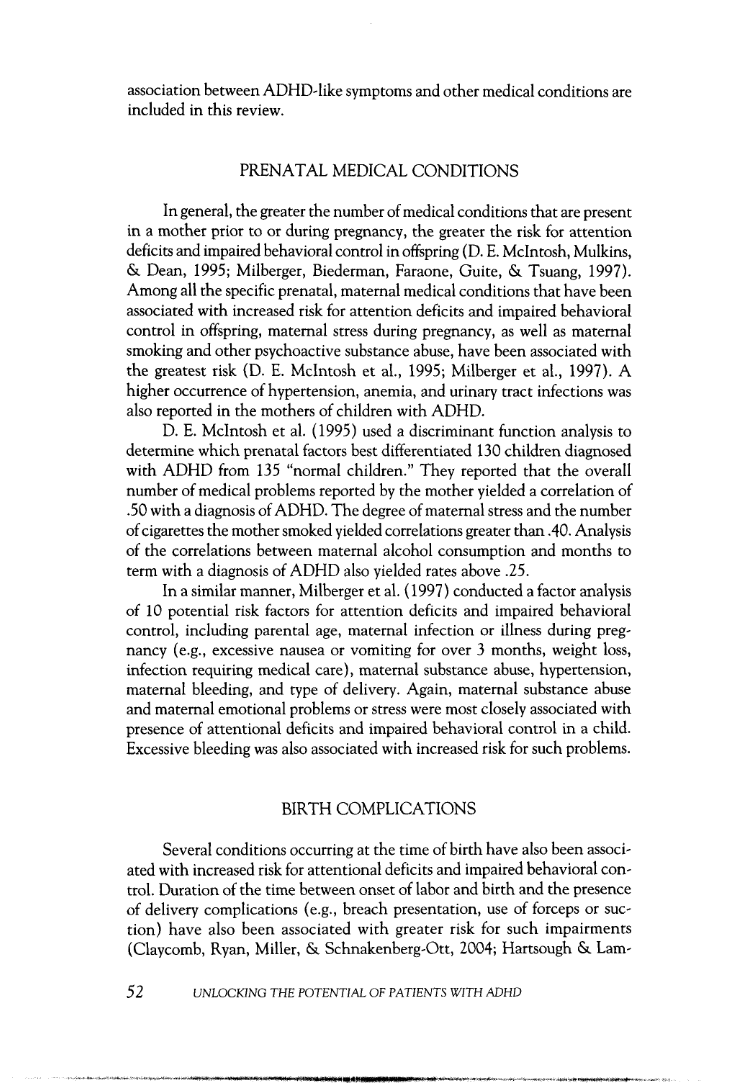 association between ADHD-like symptoms and other medical conditions are
included in this review.
PRENATAL MEDICAL CONDITIONS
In general, the greater the number of medical conditions that are present
in a mother prior to or during pregnancy, the greater the risk for attention
deficits and impaired behavioral control in offspring (D. E. McIntosh, Mulkins,
& Dean, 1995; Milberger, Biederman, Faraone, Guite, & Tsuang, 1997).
Among all the specific prenatal, maternal medical conditions that have been
associated with increased risk for attention deficits and impaired behavioral
control in offspring, maternal stress during pregnancy, as well as maternal
smoking and other psychoactive substance abuse, have been associated with
the greatest risk (D. E. McIntosh et al., 1995; Milberger et al., 1997). A
higher occurrence of hypertension, anemia, and urinary tract infections was
also reported in the mothers of children with ADHD.
D. E. McIntosh et al. (1995) used a discriminant function analysis to
determine which prenatal factors best differentiated 130 children diagnosed
with ADHD from 135 “normal children.” They reported that the overall
number of medical problems reported by the mother yielded a correlation of
.50 with a diagnosis of ADHD. The degree of maternal stress and the number
of cigarettes the mother smoked yielded correlations greater than .40. Analysis
of the correlations between maternal alcohol consumption and months to
term with a diagnosis of ADHD also yielded rates above .25.
In a similar manner, Milberger et al. (1997) conducted a factor analysis
of 10 potential risk factors for attention deficits and impaired behavioral
control, including parental age, maternal infection or illness during preg-
nancy (e.g., excessive nausea or vomiting for over 3 months, weight loss,
infection requiring medical care), maternal substance abuse, hypertension,
maternal bleeding, and type of delivery. Again, maternal substance abuse
and maternal emotional problems or stress were most closely associated with
presence of attentional deficits and impaired behavioral control in a child.
Excessive bleeding was also associated with increased risk for such problems.
BIRTH COMPLICATIONS
Several conditions occurring at the time of birth have also been associ-
ated with increased risk for attentional deficits and impaired behavioral con-
trol. Duration of the time between onset of labor and birth and the presence
of delivery complications (e.g., breach presentation, use of forceps or suc-
tion) have also been associated with greater risk for such impairments
(Claycomb, Ryan, Miller, & Schnakenberg-Ott, 2004; Hartsough & Lam-
52 UNLOCKING THE POTENTIAL OF PATIENTS WITH ADHD